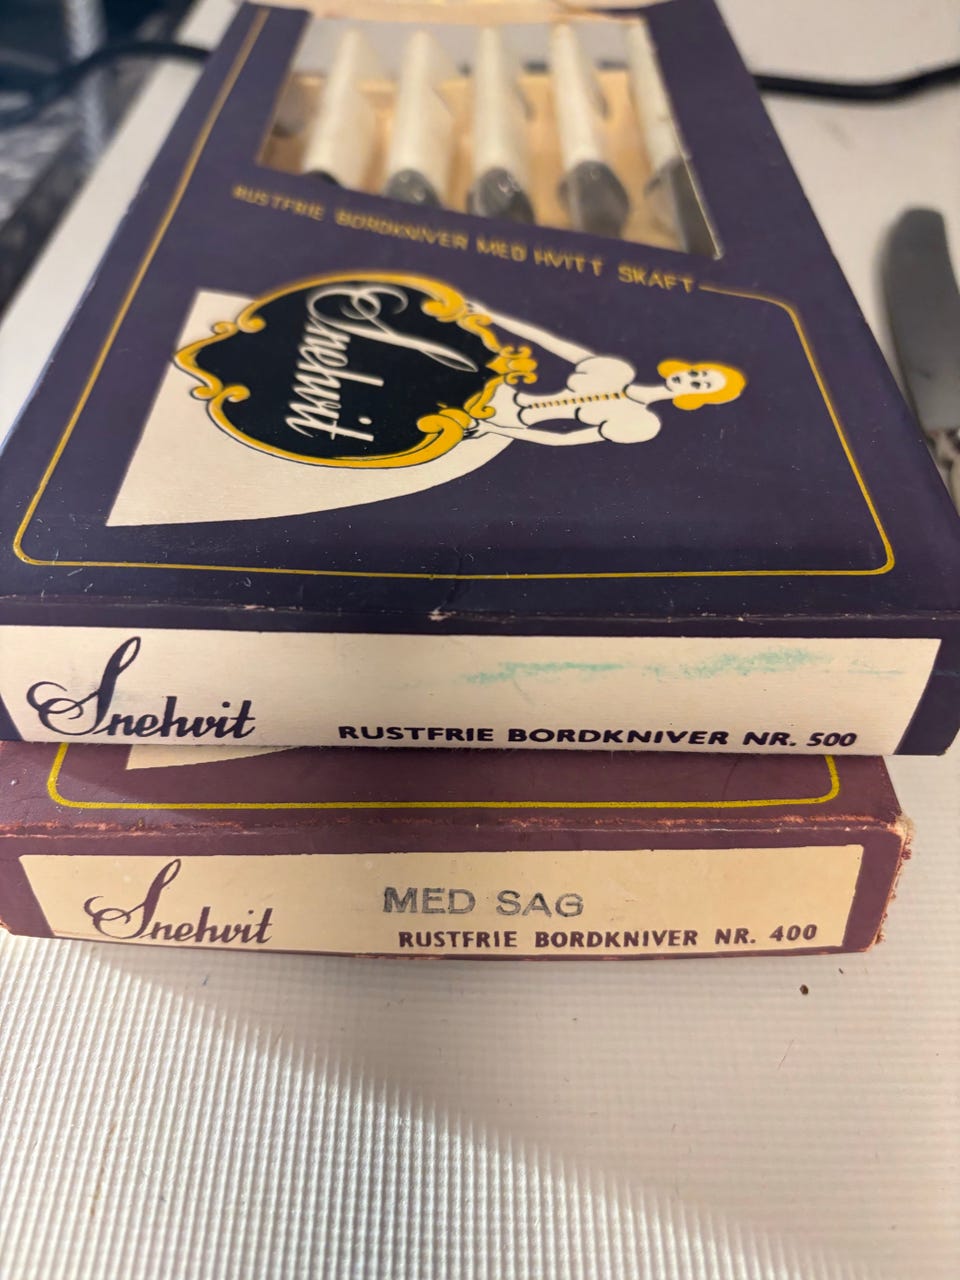 RUSTFRIE BORDKNIVER MED HVITT SKAFT
Snehvit
Snehvit
RUSTFRIE BORDKNIVER NR. 500
MED SAG
Snehvit
RUSTFRIE BORDKNIVER NR. 400